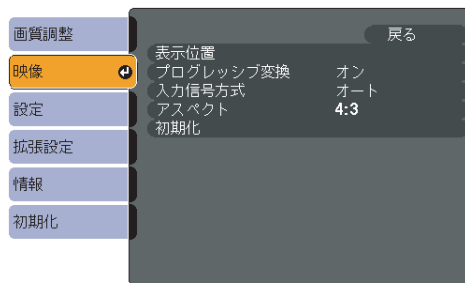 画質調整
映像
設定
拡張設定
情報
初期化
戻る
表示位置
プログレッシブ変換 オン
入力信号方式 オート
アスペクト 4:3
初期化